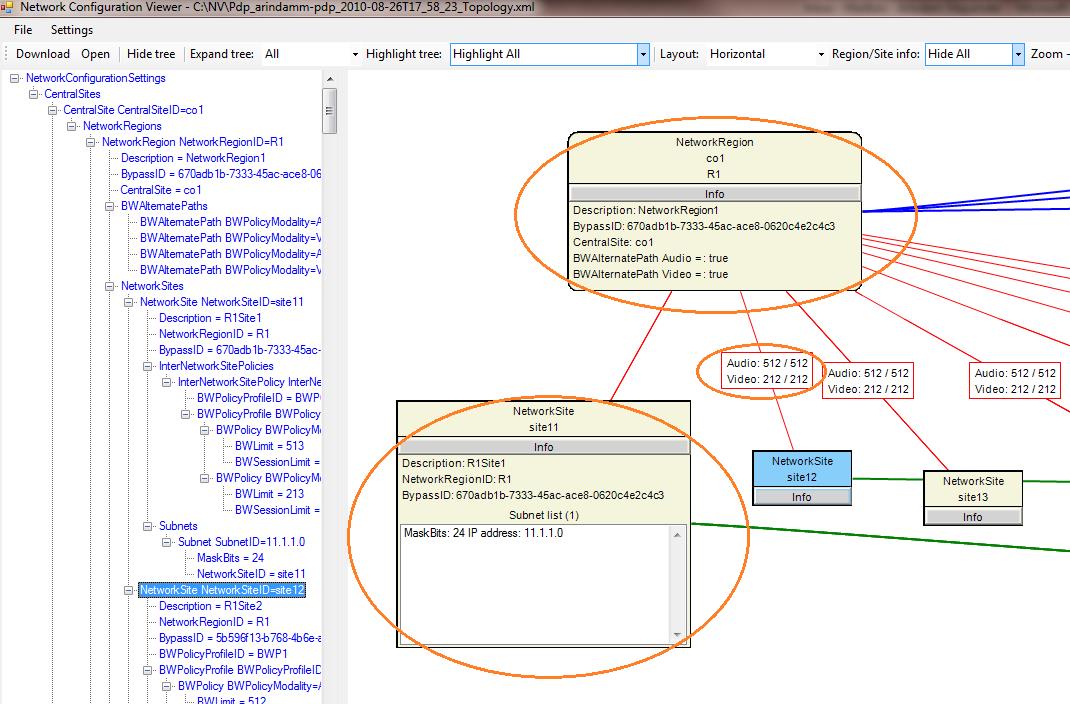 Network Configuration Viewer - C:\NV\Pdp_arindamm-pdp_2010-08-26T17_58_23_Topology.xml
File Settings
Download Open Hide tree Expand tree: All Highlight tree: Highlight All Layout: Horizontal Region/Site info: Hide All Zoom -
NetworkConfigurationSettings
CentralSites
CentralSite CentralSiteID=co1
NetworkRegions
NetworkRegion NetworkRegionID=R1
Description = NetworkRegion1
BypassID = 670adb1b-7333-45ac-ace8-06
CentralSite = co1
BWAlternatePaths
BWAlternatePath BWPolicyModality=A
BWAlternatePath BWPolicyModality=V
BWAlternatePath BWPolicyModality=A
BWAlternatePath BWPolicyModality=V
NetworkSites
NetworkSite NetworkSiteID=site11
Description = R1Site1
NetworkRegionID = R1
BypassID = 670adb1b-7333-45ac-
InterNetworkSitePolicies
InterNetworkSitePolicy InterNe
BWPolicyProfileID = BWP
BWPolicyProfile BWPolicy
BWPolicy BWPolicyM
BWLimit = 513
BWSessionLimit =
BWPolicy BWPolicyM
BWLimit = 213
BWSessionLimit =
Subnets
Subnet SubnetID=11.1.1.0
MaskBits = 24
NetworkSiteID = site11
NetworkSite NetworkSiteID=site12
Description = R1Site2
NetworkRegionID = R1
BypassID = 5b596f13-b768-4b6e-a
BWPolicyProfileID = BWP1
BWPolicyProfile BWPolicyProfileID
BWPolicy BWPolicyModality=A
BWLimit = 512
NetworkRegion
co1
R1
Info
Description: NetworkRegion1
BypassID: 670adb1b-7333-45ac-ace8-0620c4e2c4c3
CentralSite: co1
BWAlternatePath Audio = : true
BWAlternatePath Video = : true
Audio: 512 / 512
Video: 212 / 212
Audio: 512 / 512
Video: 212 / 212
Audio: 512 / 512
Video: 212 / 212
NetworkSite
site11
Info
Description: R1Site1
NetworkRegionID: R1
BypassID: 670adb1b-7333-45ac-ace8-0620c4e2c4c3
Subnet list (1)
MaskBits: 24 IP address: 11.1.1.0
NetworkSite
site12
Info
NetworkSite
site13
Info